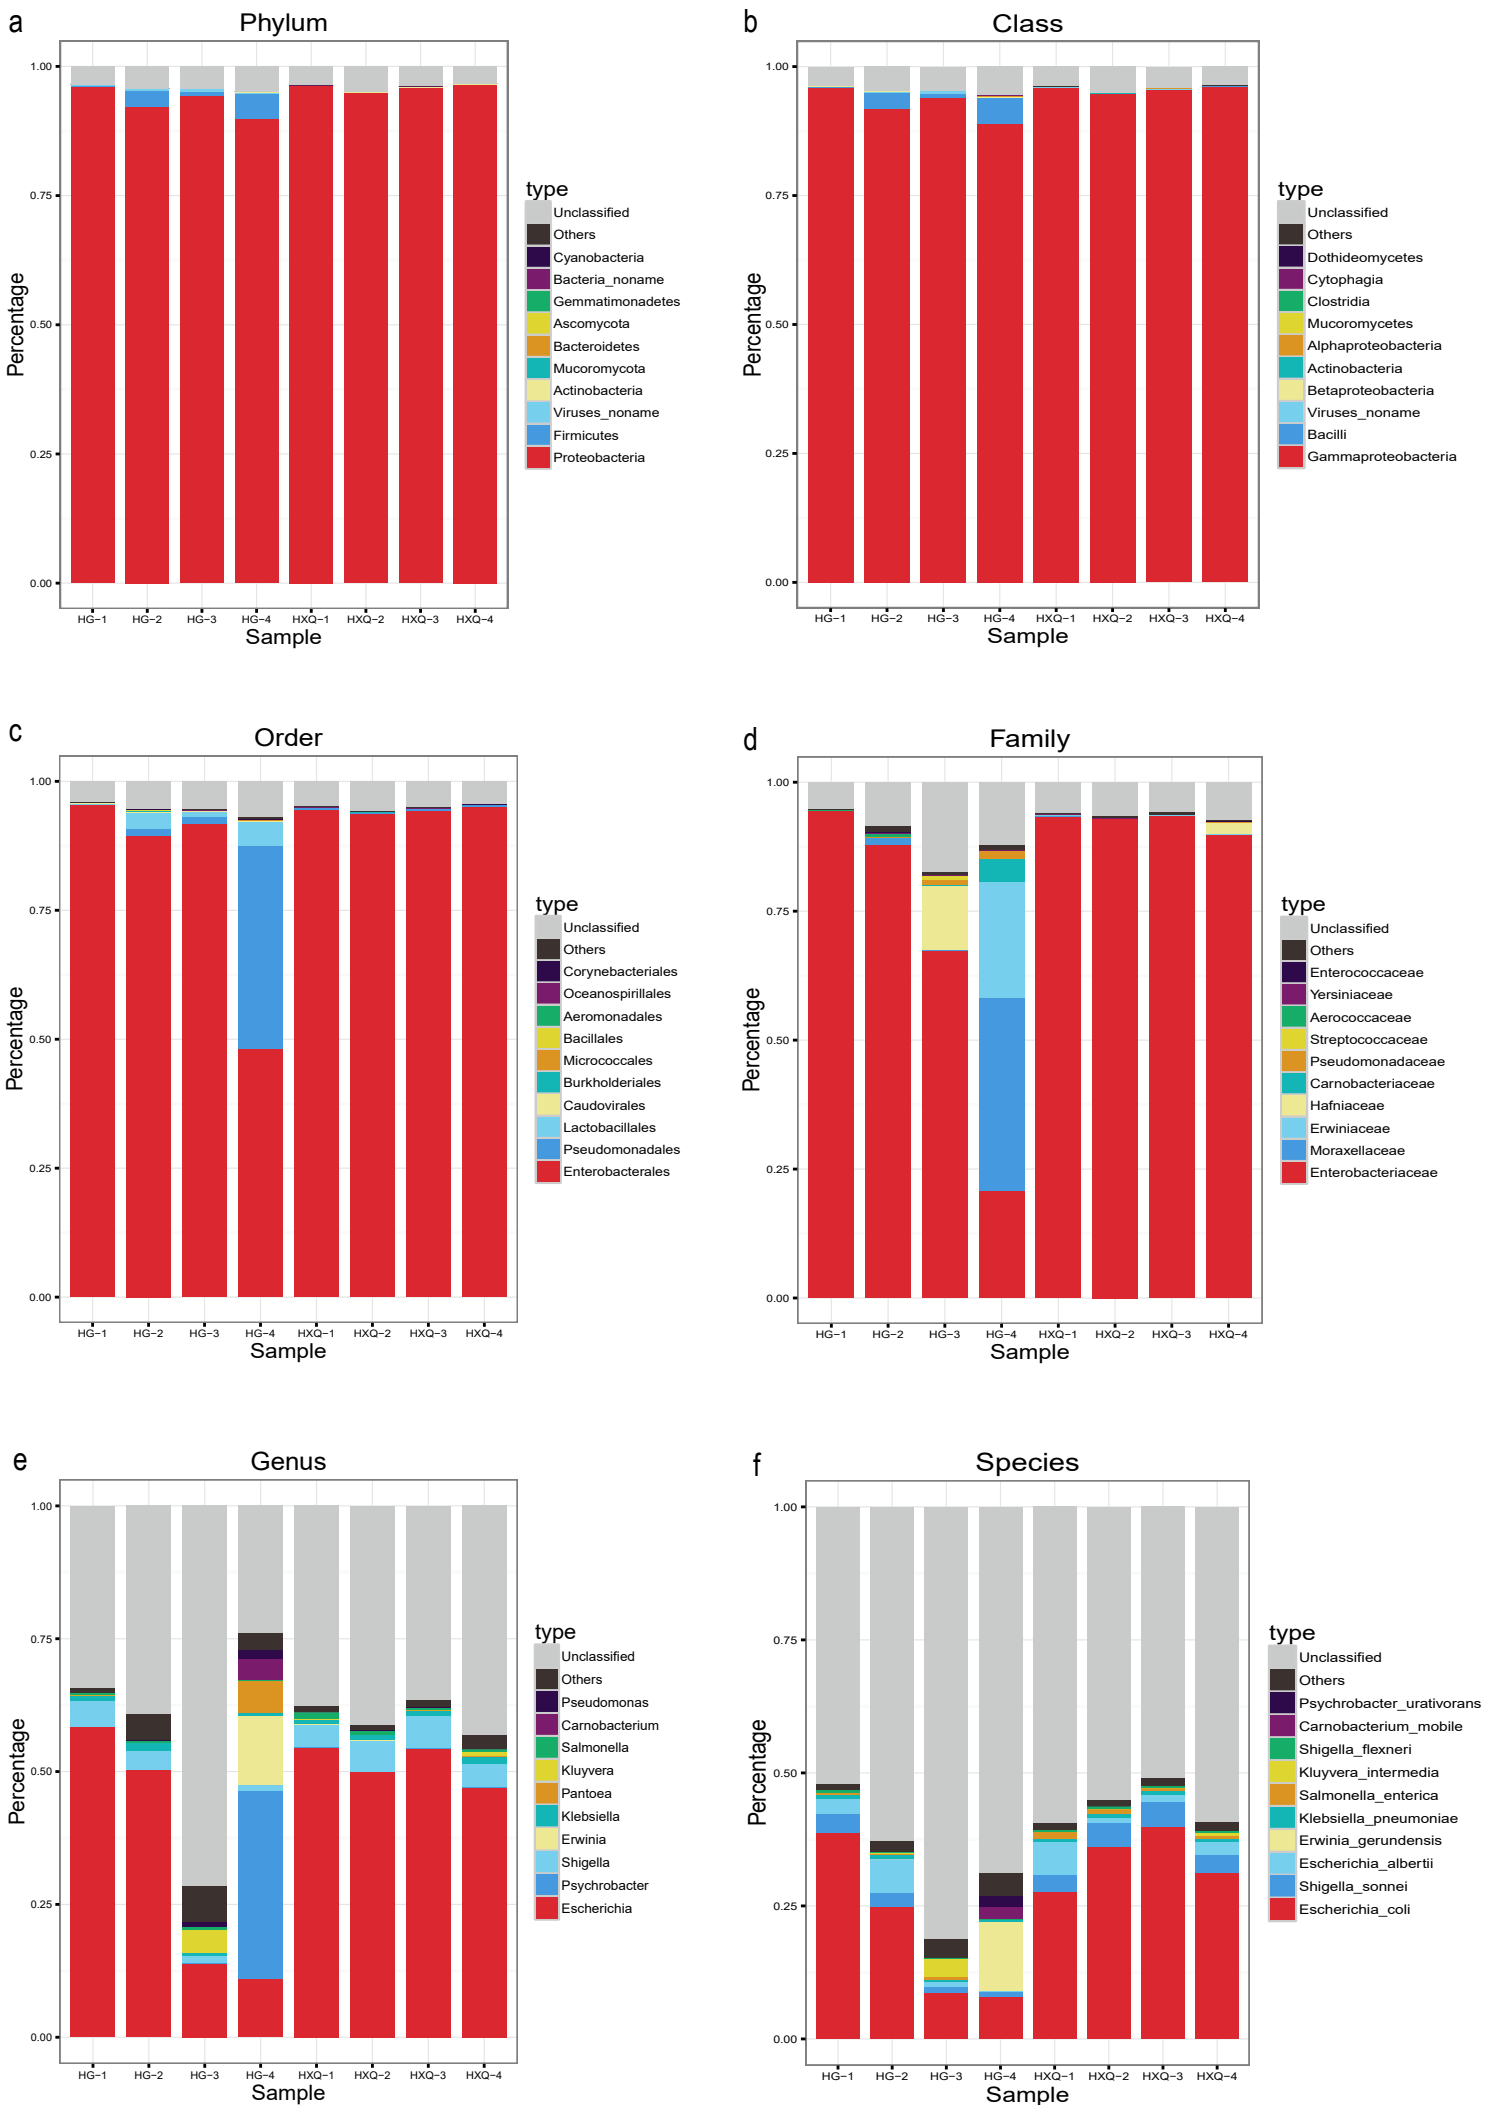 a
Phylum
1.00
0.75
0.50
0.25
0.00
Percentage
HG-1 HG-2 HG-3 HG-4 HXQ-1 HXQ-2 HXQ-3 HXQ-4
Sample
type
Unclassified
Others
Cyanobacteria
Bacteria_noname
Gemmatimonadetes
Ascomycota
Bacteroidetes
Mucoromycota
Actinobacteria
Viruses_noname
Firmicutes
Proteobacteria
b
Class
1.00
0.75
0.50
0.25
0.00
Percentage
HG-1 HG-2 HG-3 HG-4 HXQ-1 HXQ-2 HXQ-3 HXQ-4
Sample
type
Unclassified
Others
Dothideomycetes
Cytophagia
Clostridia
Mucoromycetes
Alphaproteobacteria
Actinobacteria
Betaproteobacteria
Viruses_noname
Bacilli
Gammaproteobacteria
c
Order
1.00
0.75
0.50
0.25
0.00
Percentage
HG-1 HG-2 HG-3 HG-4 HXQ-1 HXQ-2 HXQ-3 HXQ-4
Sample
type
Unclassified
Others
Corynebacteriales
Oceanospirillales
Aeromonadales
Bacillales
Micrococcales
Burkholderiales
Caudovirales
Lactobacillales
Pseudomonadales
Enterobacterales
d
Family
1.00
0.75
0.50
0.25
0.00
Percentage
HG-1 HG-2 HG-3 HG-4 HXQ-1 HXQ-2 HXQ-3 HXQ-4
Sample
type
Unclassified
Others
Enterococcaceae
Yersiniaceae
Aerococcaceae
Streptococcaceae
Pseudomonadaceae
Carnobacteriaceae
Hafniaceae
Erwiniaceae
Moraxellaceae
Enterobacteriaceae
e
Genus
1.00
0.75
0.50
0.25
0.00
Percentage
HG-1 HG-2 HG-3 HG-4 HXQ-1 HXQ-2 HXQ-3 HXQ-4
Sample
type
Unclassified
Others
Pseudomonas
Carnobacterium
Salmonella
Kluyvera
Pantoea
Klebsiella
Erwinia
Shigella
Psychrobacter
Escherichia
f
Species
1.00
0.75
0.50
0.25
0.00
Percentage
HG-1 HG-2 HG-3 HG-4 HXQ-1 HXQ-2 HXQ-3 HXQ-4
Sample
type
Unclassified
Others
Psychrobacter_urativorans
Carnobacterium_mobile
Shigella_flexneri
Kluyvera_intermedia
Salmonella_enterica
Klebsiella_pneumoniae
Erwinia_gerundensis
Escherichia_albertii
Shigella_sonnei
Escherichia_coli